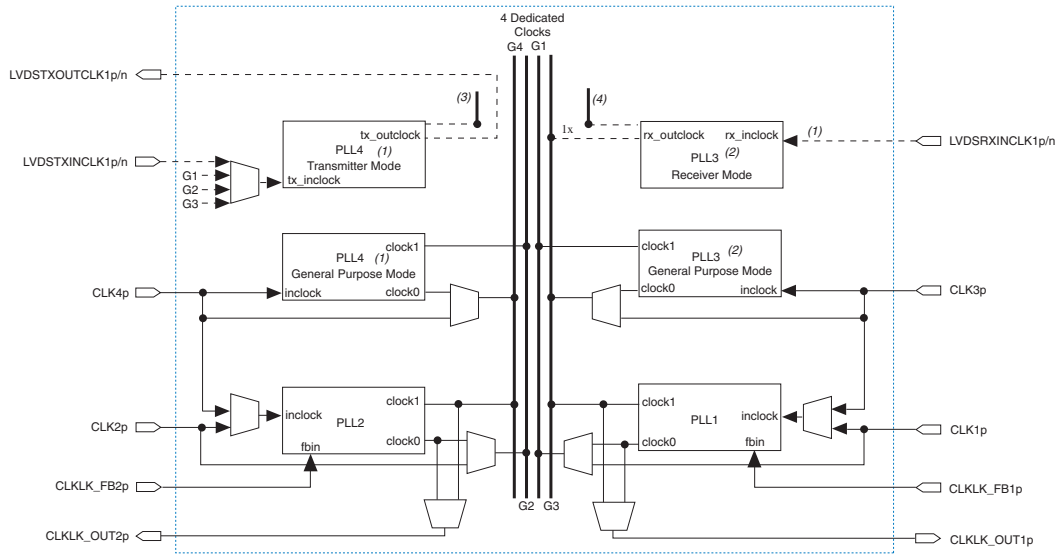 4 Dedicated
Clocks
G4 G1
LVDSTXOUTCLK1p/n
(3)
(4)
tx_outclock
PLL4 (1)
Transmitter Mode
tx_inclock
LVDSTXINCLK1p/n
G1
G2
G3
1x
rx_outclock rx_inclock
PLL3 (2)
Receiver Mode
(1)
LVDSRXINCLK1p/n
clock1
PLL4 (1)
General Purpose Mode
inclock clock0
CLK4p
clock1
PLL3 (2)
General Purpose Mode
clock0 inclock
CLK3p
clock1
inclock
PLL2
clock0
fbin
CLK2p
CLKLK_FB2p
CLKLK_OUT2p
clock1
inclock
PLL1
clock0
fbin
CLK1p
CLKLK_FB1p
CLKLK_OUT1p
G2 G3